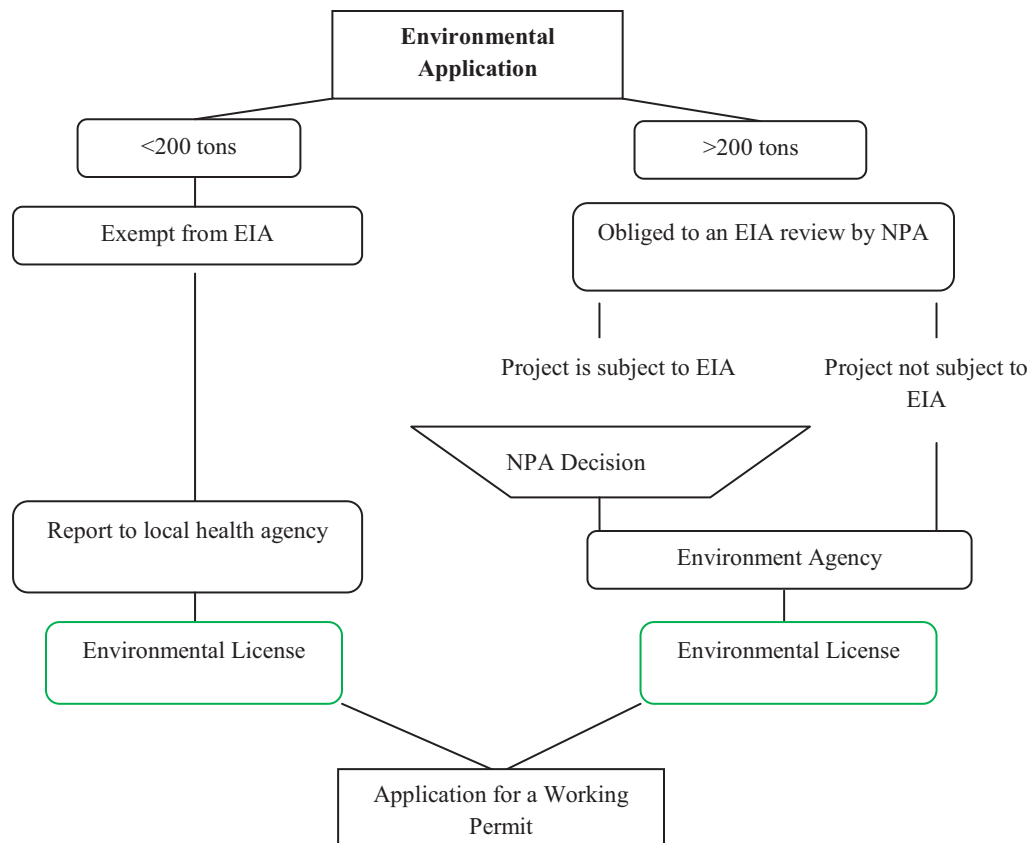 Environmental
Application
<200 tons
>200 tons
Exempt from EIA
Obliged to an EIA review by NPA
Project is subject to EIA
Project not subject to
EIA
NPA Decision
Report to local health agency
Environment Agency
Environmental License
Environmental License
Application for a Working
Permit